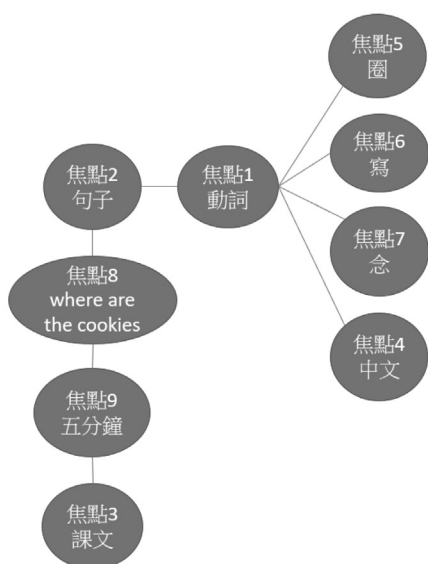 焦點5
圈
焦點6
寫
焦點2
句子
焦點1
動詞
焦點7
念
焦點8
where are
the cookies
焦點4
中文
焦點9
五分鐘
焦點3
課文